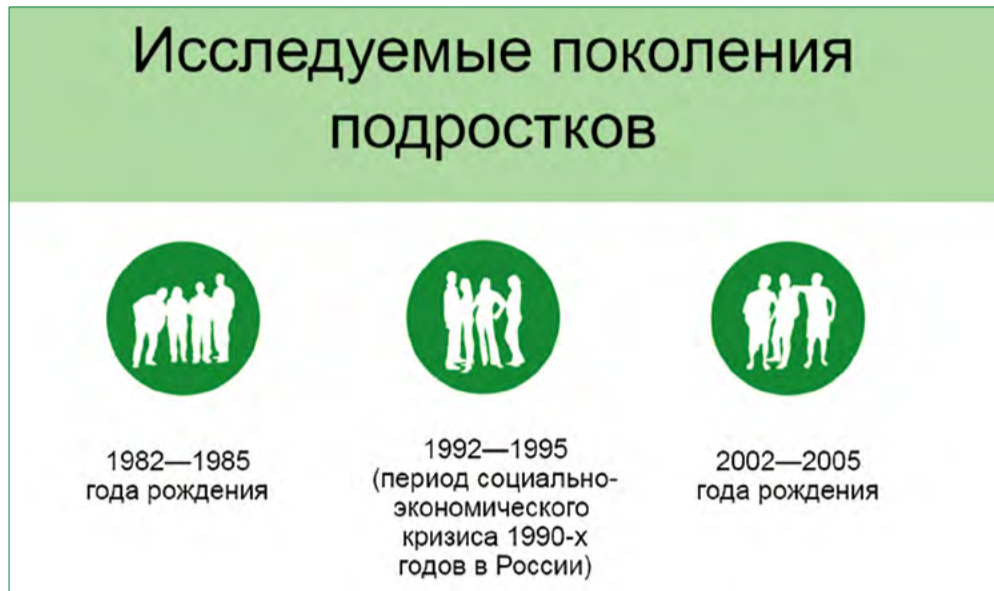 Исследуемые поколения
подростков
1982—1985
года рождения
1992—1995
(период социально-
экономического
кризиса 1990-х
годов в России)
2002—2005
года рождения